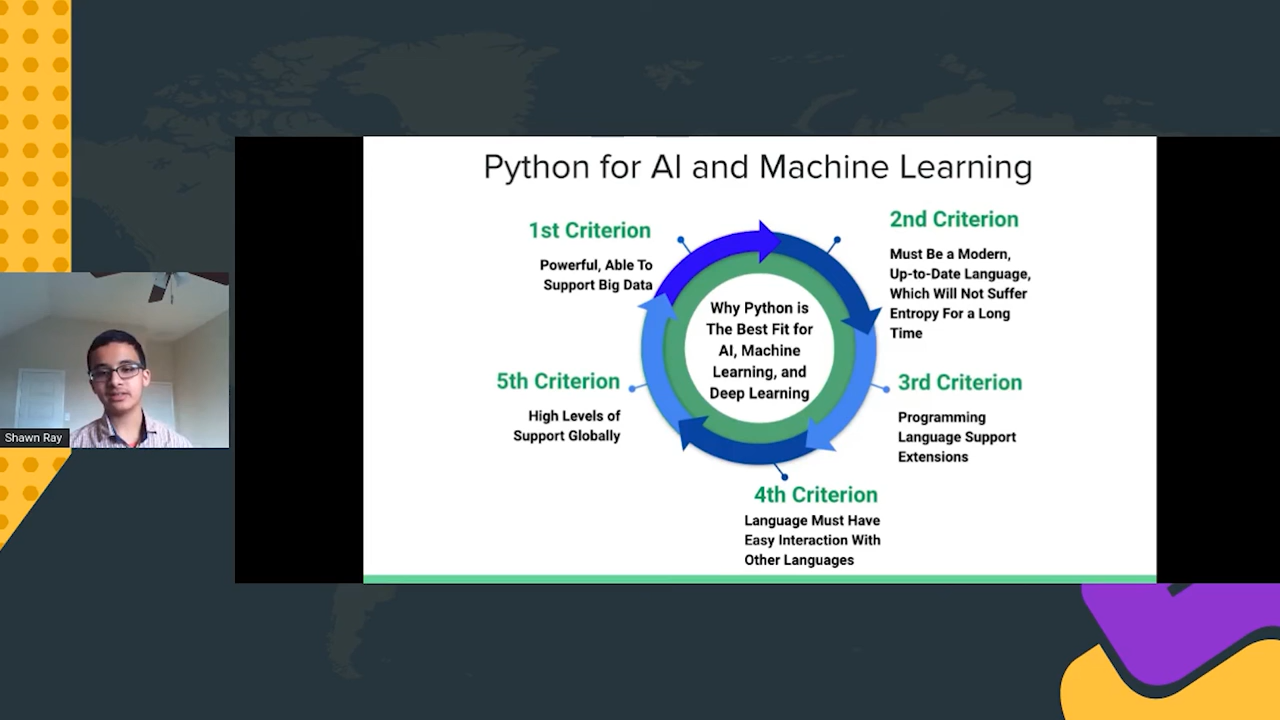 Python for AI and Machine Learning
1st Criterion
Powerful, Able To
Support Big Data
2nd Criterion
Must Be a Modern,
Up-to-Date Language,
Which Will Not Suffer
Entropy For a Long
Time
Why Python is
The Best Fit for
AI, Machine
Learning, and
Deep Learning
3rd Criterion
Programming
Language Support
Extensions
4th Criterion
Language Must Have
Easy Interaction With
Other Languages
5th Criterion
High Levels of
Support Globally
Shawn Ray